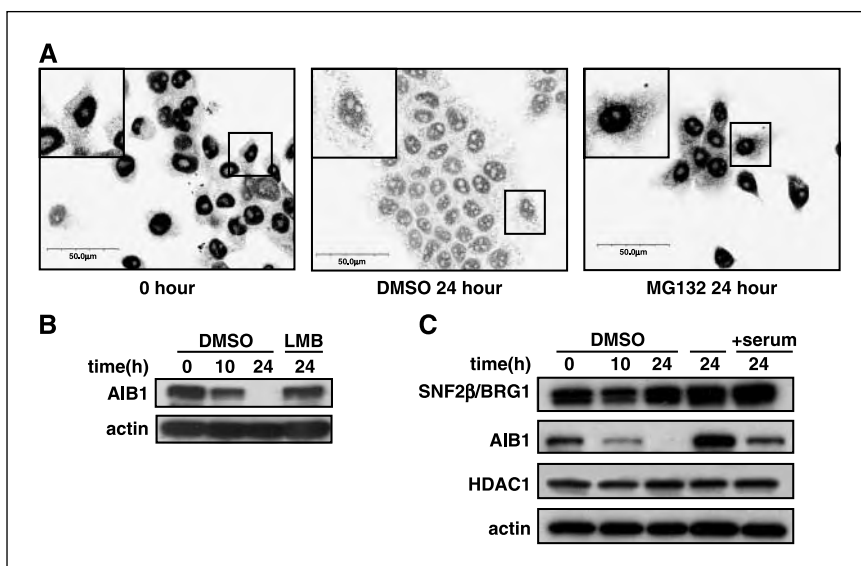 A
50.0μm
50.0μm
50.0μm
0 hour
DMSO 24 hour
MG132 24 hour
B
DMSO LMB
time(h) 0 10 24 24
AIB1
actin
C
DMSO +serum
time(h) 0 10 24 24 24
SNF2β/BRG1
AIB1
HDAC1
actin